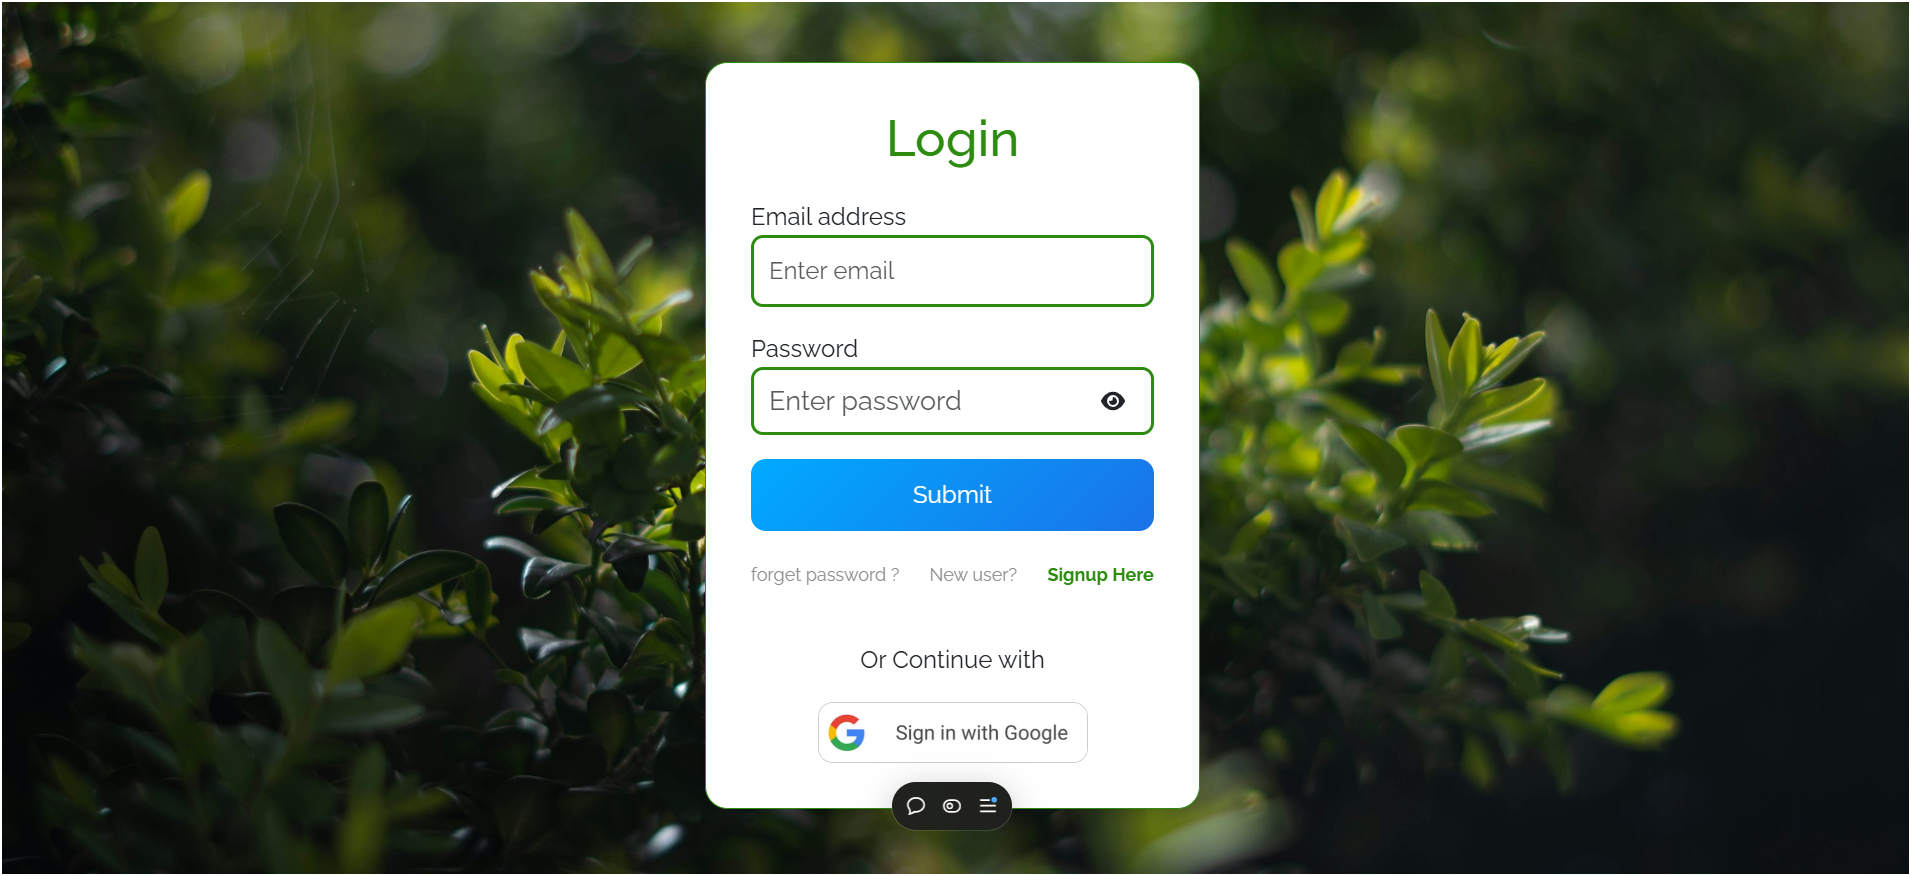 Login
Email address
Enter email
Password
Enter password
Submit
forget password ? New user? Signup Here
Or Continue with
Sign in with Google